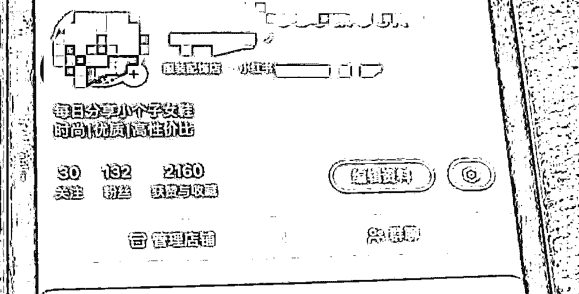 服装配饰店 小红书
每日分享小个子女鞋
时尚|优质|高性价比
30 192 2160
关注 粉丝 获赞与收藏
编辑资料
管理店铺 群聊